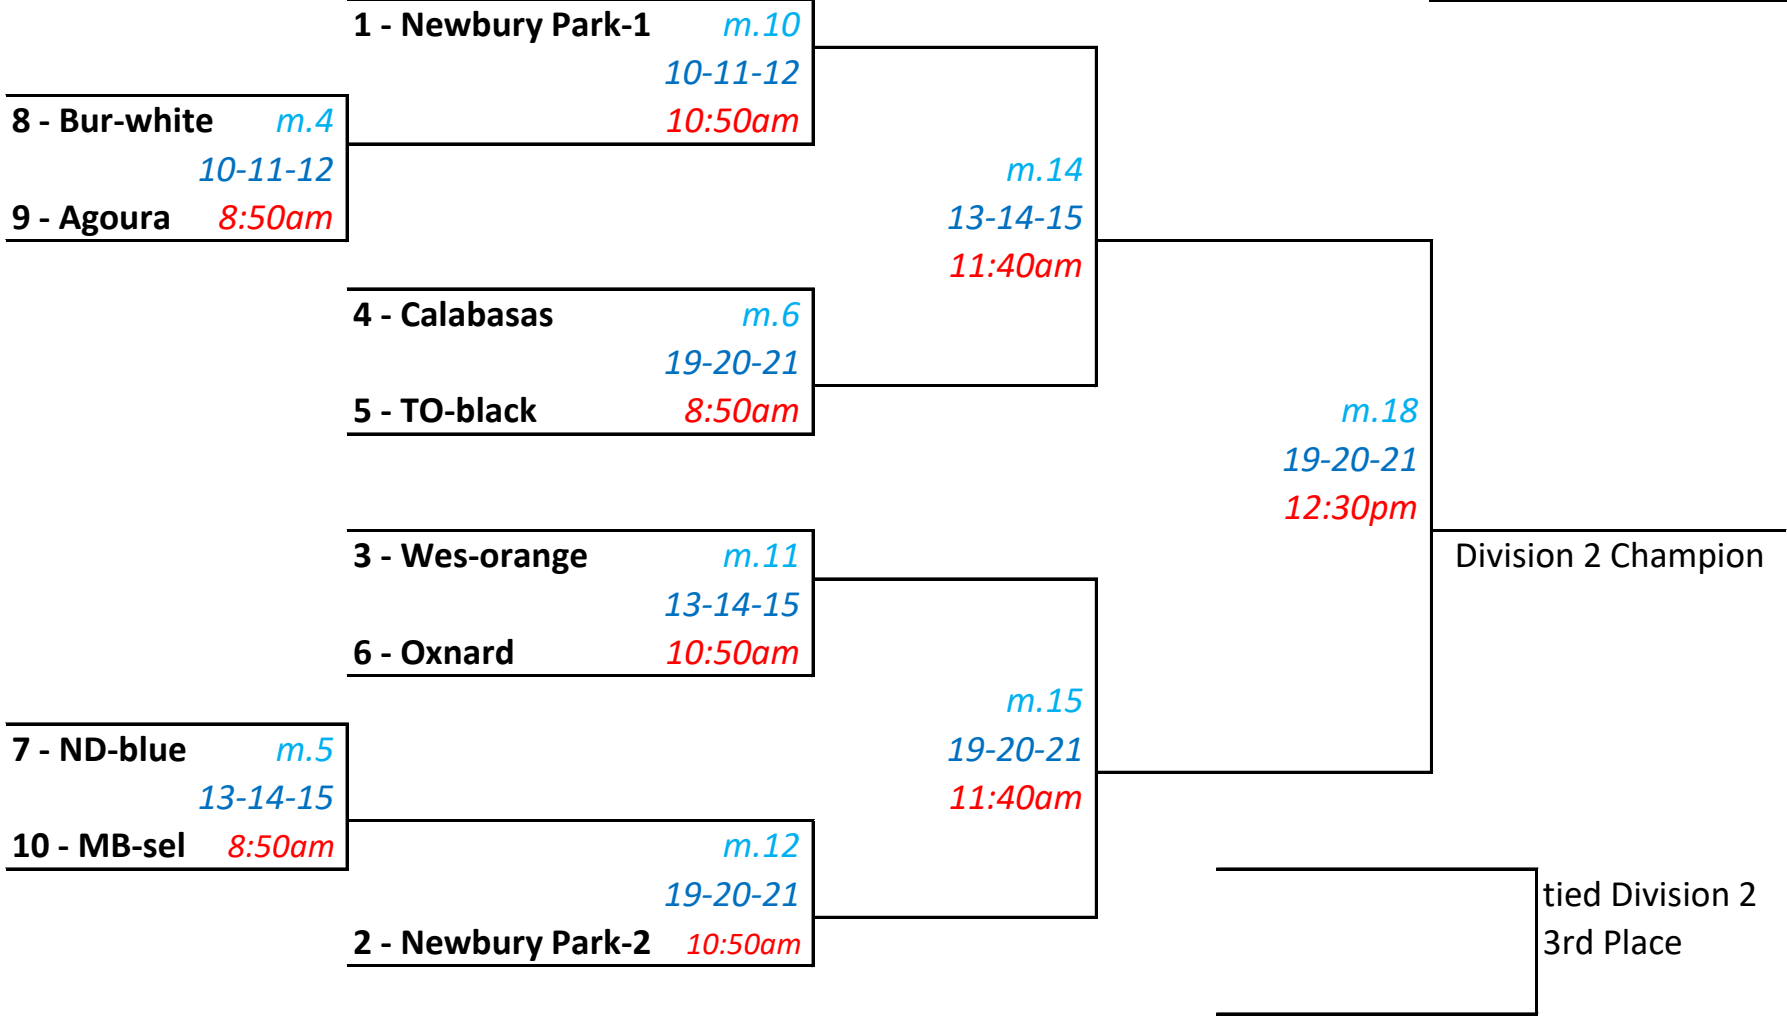 1 - Newbury Park-1 m.10
10-11-12
10:50am
8 - Bur-white m.4
10-11-12
9 - Agoura 8:50am
m.14
13-14-15
11:40am
4 - Calabasas m.6
19-20-21
5 - TO-black 8:50am
m.18
19-20-21
12:30pm
Division 2 Champion
3 - Wes-orange m.11
13-14-15
6 - Oxnard 10:50am
m.15
19-20-21
11:40am
7 - ND-blue m.5
13-14-15
10 - MB-sel 8:50am
m.12
19-20-21
2 - Newbury Park-2 10:50am
tied Division 2
3rd Place